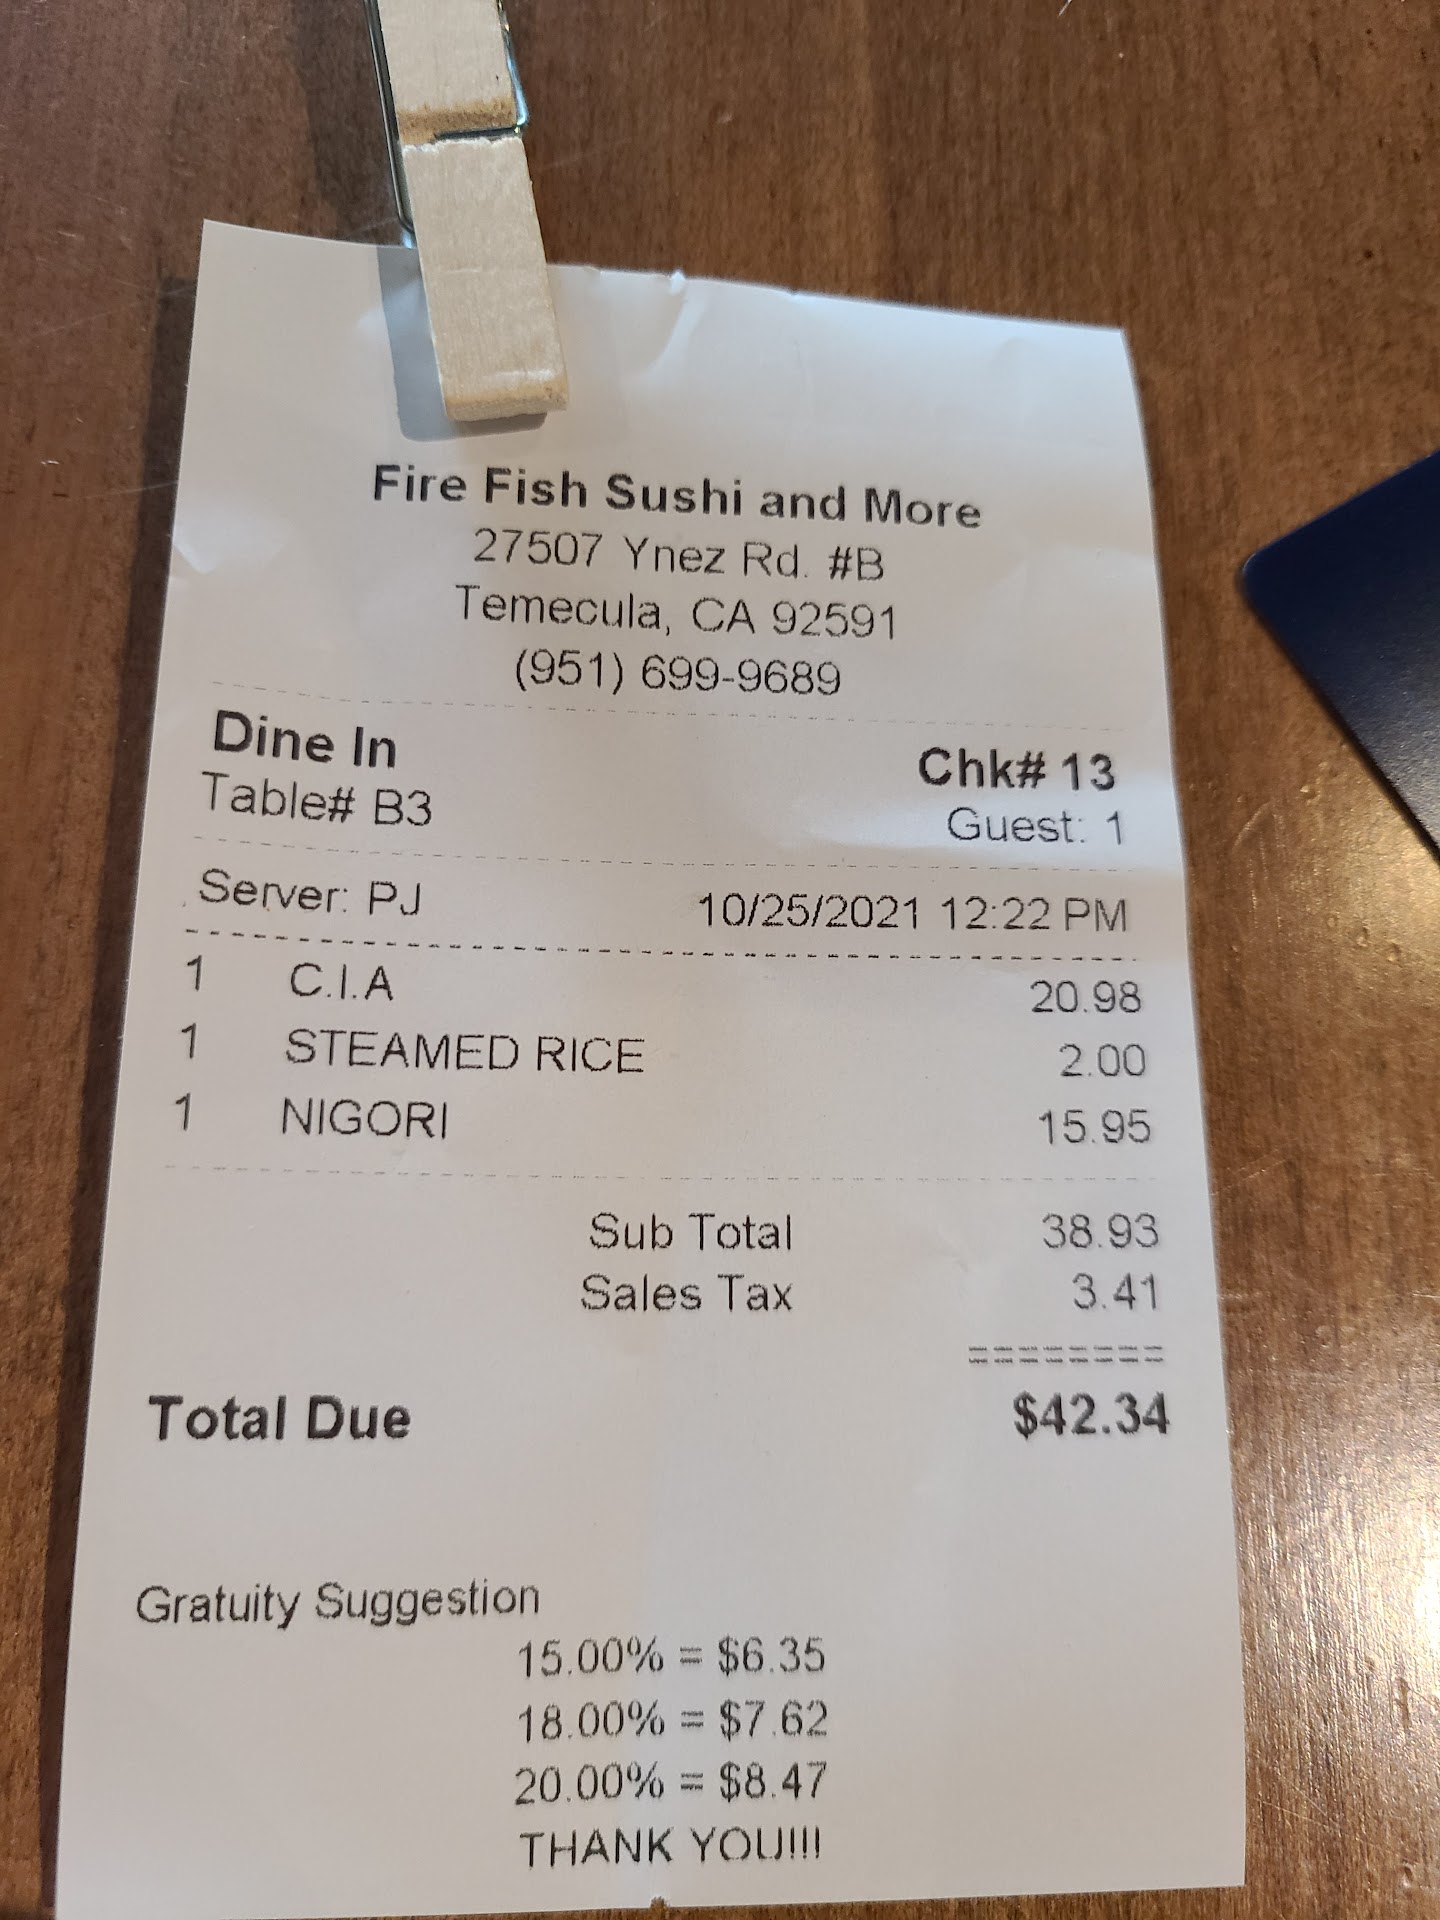 Fire Fish Sushi and More
27507 Ynez Rd. #B
Temecula, CA 92591
(951) 699-9689
Dine In Chk# 13
Table# B3 Guest: 1
Server: PJ 10/25/2021 12:22 PM
1 C.I.A 20.98
1 STEAMED RICE 2.00
1 NIGORI 15.95
Sub Total 38.93
Sales Tax 3.41
========
Total Due $42.34
Gratuity Suggestion
15.00% = $6.35
18.00% = $7.62
20.00% = $8.47
THANK YOU!!!